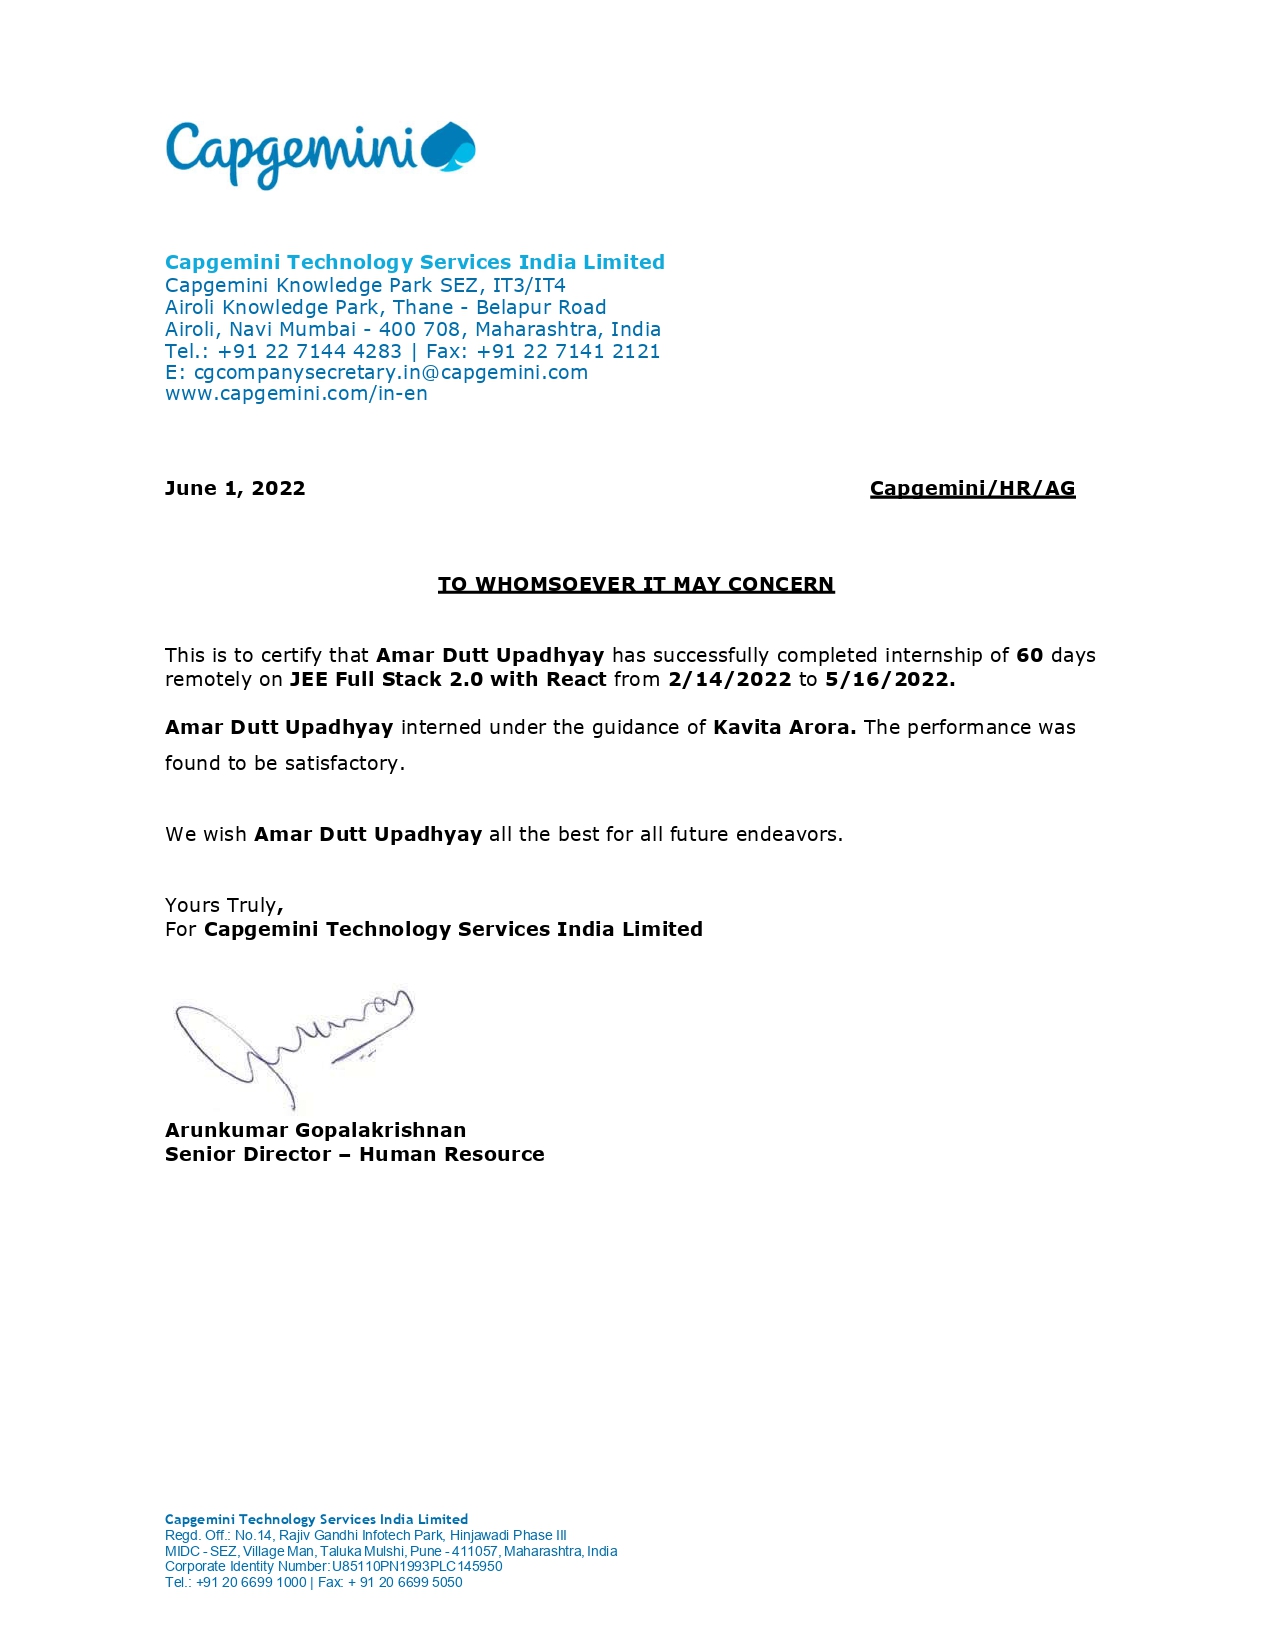 Capgemini
Capgemini Technology Services India Limited
Capgemini Knowledge Park SEZ, IT3/IT4
Airoli Knowledge Park, Thane - Belapur Road
Airoli, Navi Mumbai - 400 708, Maharashtra, India
Tel.: +91 22 7144 4283 | Fax: +91 22 7141 2121
E: cgcompanysecretary.in@capgemini.com
www.capgemini.com/in-en
June 1, 2022 Capgemini/HR/AG
TO WHOMSOEVER IT MAY CONCERN
This is to certify that Amar Dutt Upadhyay has successfully completed internship of 60 days
remotely on JEE Full Stack 2.0 with React from 2/14/2022 to 5/16/2022.
Amar Dutt Upadhyay interned under the guidance of Kavita Arora. The performance was
found to be satisfactory.
We wish Amar Dutt Upadhyay all the best for all future endeavors.
Yours Truly,
For Capgemini Technology Services India Limited
Arunkumar Gopalakrishnan
Senior Director – Human Resource
Capgemini Technology Services India Limited
Regd. Off.: No.14, Rajiv Gandhi Infotech Park, Hinjawadi Phase III
MIDC - SEZ, Village Man, Taluka Mulshi, Pune - 411057, Maharashtra, India
Corporate Identity Number: U85110PN1993PLC145950
Tel.: +91 20 6699 1000 | Fax: + 91 20 6699 5050